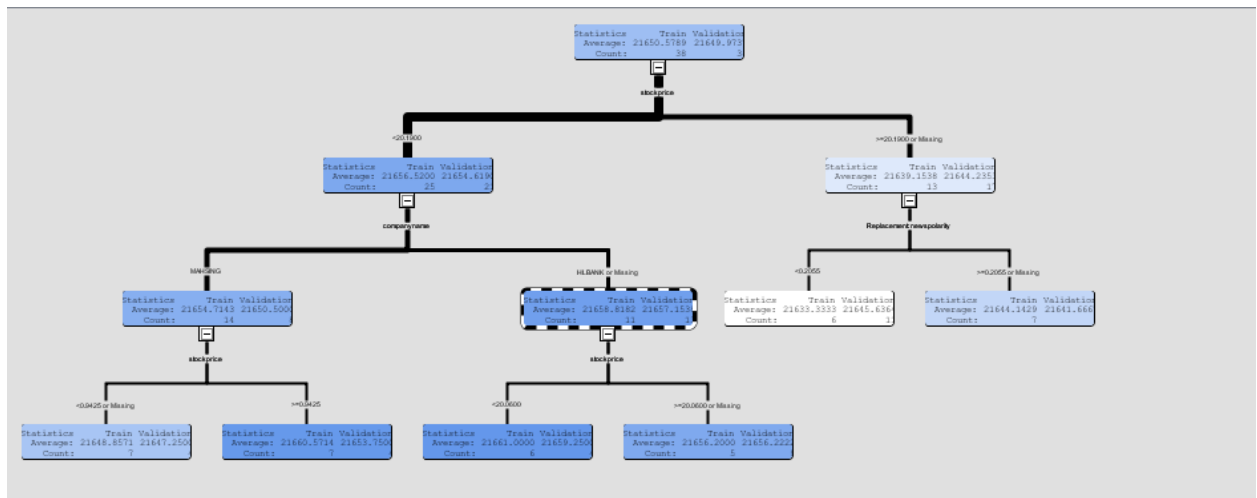 Statistics Train Validation
Average: 21650.5789 21649.973
Count: 38 3
stockprice
<20.1900 >=20.1900 or Missing
Statistics Train Validation Statistics Train Validation
Average: 21656.5200 21654.6190 Average: 21639.1538 21644.2353
Count: 25 2 Count: 13 17
companyname Replacement newspolarity
MAHSING HLBANK or Missing <0.2055 >=0.2055 or Missing
Statistics Train Validation Statistics Train Validation Statistics Train Validation Statistics Train Validation
Average: 21654.7143 21650.5000 Average: 21658.8182 21657.153 Average: 21633.3333 21645.636 Average: 21644.1429 21641.666
Count: 14 Count: 11 1 Count: 6 1 Count: 7
stockprice stockprice
<0.9425 or Missing >=0.9425 <20.0600 >=20.0600 or Missing
Statistics Train Validation Statistics Train Validation Statistics Train Validation Statistics Train Validation
Average: 21648.8571 21647.2500 Average: 21660.5714 21653.7500 Average: 21661.0000 21659.2500 Average: 21656.2000 21656.222
Count: 7 Count: 7 Count: 6 Count: 5